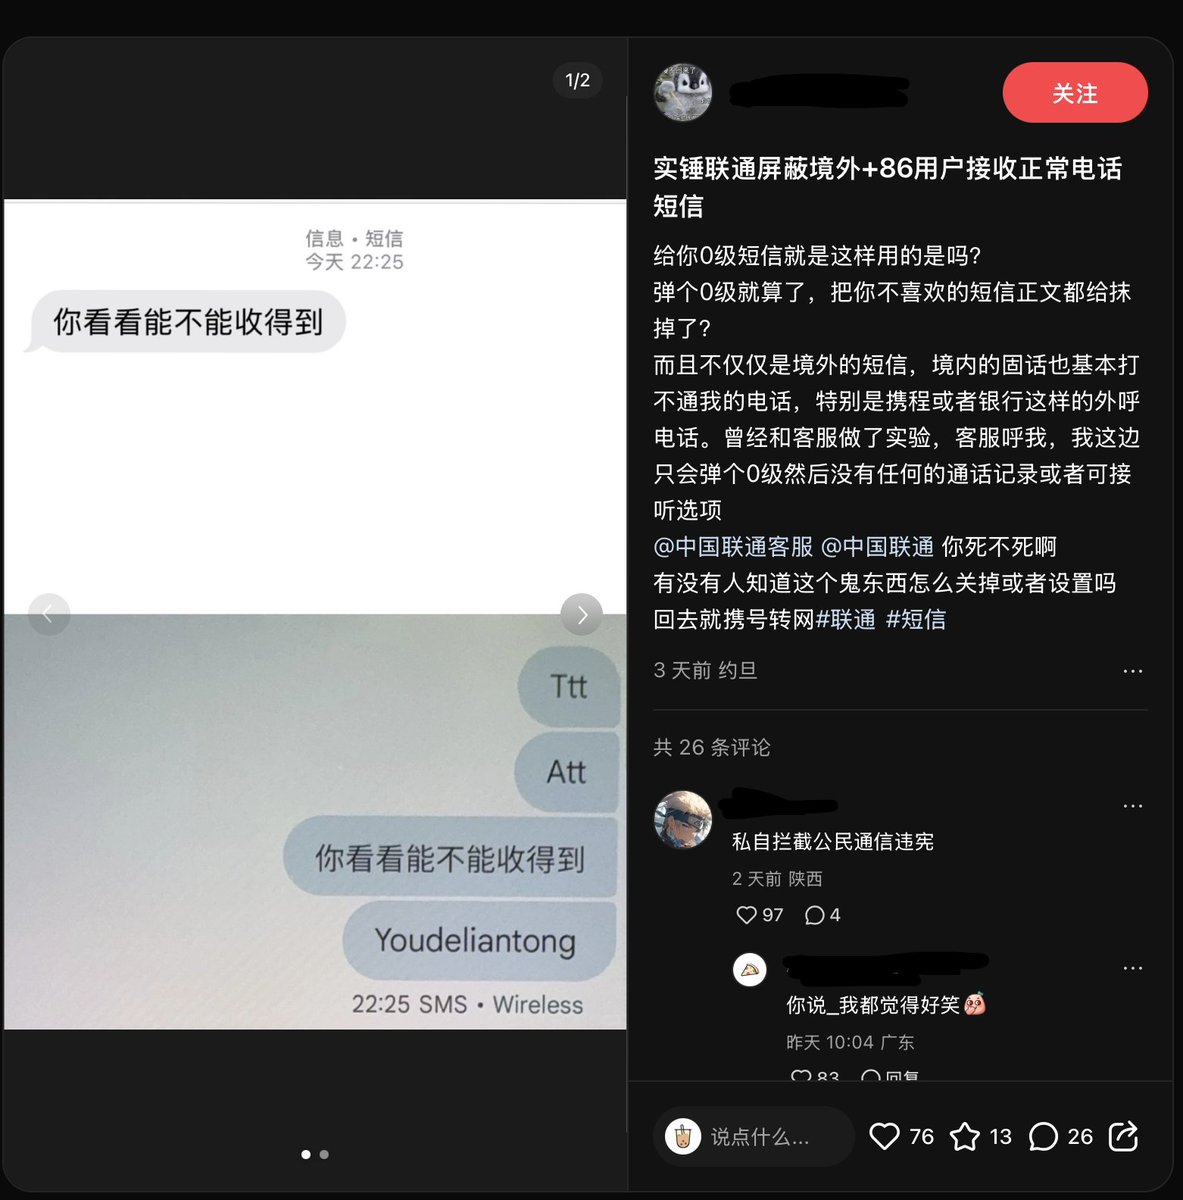 1/2
信息 • 短信
今天 22:25
你看看能不能收得到
Ttt
Att
你看看能不能收得到
Youdeliantong
22:25 SMS • Wireless
关注
实锤联通屏蔽境外+86用户接收正常电话
短信
给你0级短信就是这样用的是吗?
弹个0级就算了，把你不喜欢的短信正文都给抹
掉了?
而且不仅仅是境外的短信，境内的固话也基本打
不通我的电话，特别是携程或者银行这样的外呼
电话。曾经和客服做了实验，客服呼我，我这边
只会弹个0级然后没有任何的通话记录或者可接
听选项
@中国联通客服 @中国联通 你死不死啊
有没有人知道这个鬼东西怎么关掉或者设置吗
回去就携号转网#联通 #短信
3 天前 约旦
共 26 条评论
私自拦截公民通信违宪
2 天前 陕西
97 4
你说_我都觉得好笑
昨天 10:04 广东
83 回复
说点什么...
76 13 26